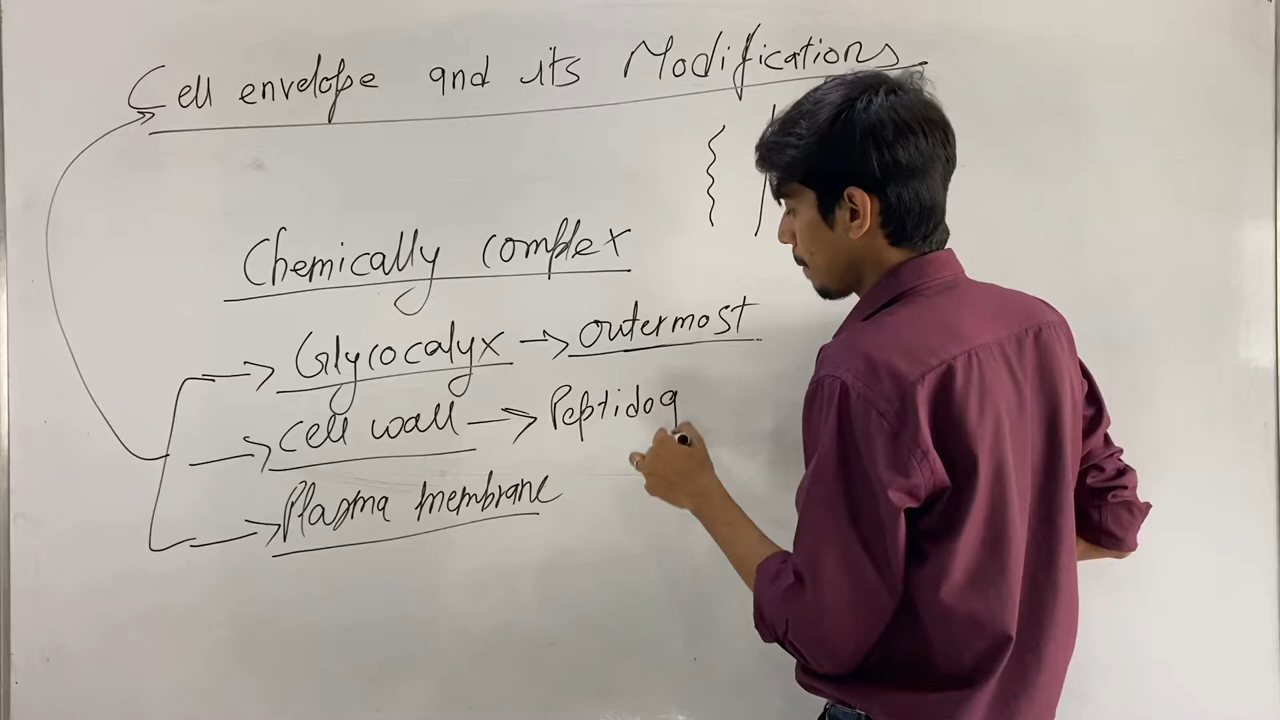 Cell envelope and its Modifications
Chemically complex
Glycocalyx → outermost
Cell wall → Peptidog
Plasma membrane